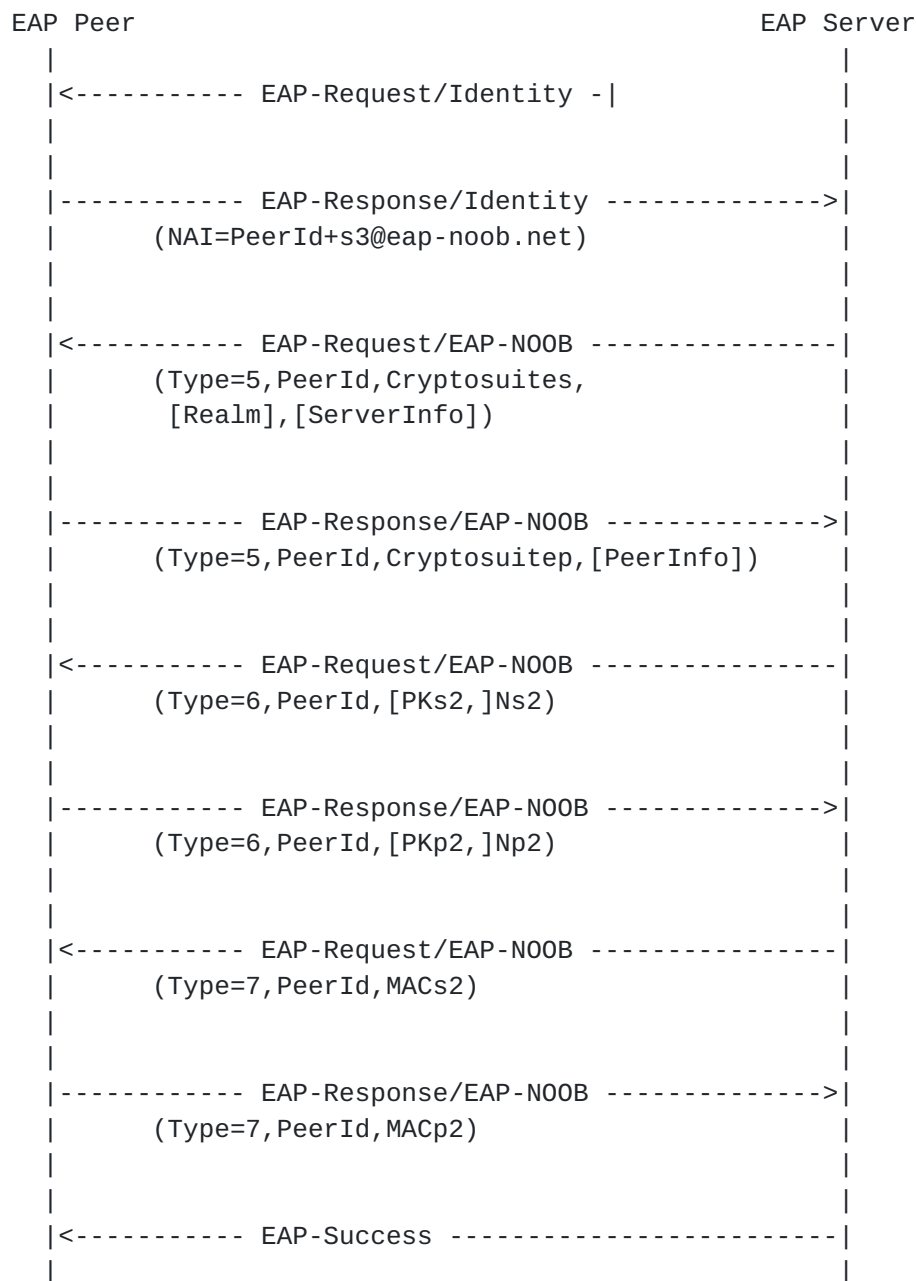 EAP Peer EAP Server
| |
|<----------- EAP-Request/Identity -| |
| |
| |
|------------ EAP-Response/Identity -------------->|
| (NAI=PeerId+s3@eap-noob.net) |
| |
| |
|<----------- EAP-Request/EAP-NOOB ----------------|
| (Type=5,PeerId,Cryptosuites, |
| [Realm],[ServerInfo]) |
| |
| |
|------------ EAP-Response/EAP-NOOB -------------->|
| (Type=5,PeerId,Cryptosuitep,[PeerInfo]) |
| |
| |
|<----------- EAP-Request/EAP-NOOB ----------------|
| (Type=6,PeerId,[PKs2,]Ns2) |
| |
| |
|------------ EAP-Response/EAP-NOOB -------------->|
| (Type=6,PeerId,[PKp2,]Np2) |
| |
| |
|<----------- EAP-Request/EAP-NOOB ----------------|
| (Type=7,PeerId,MACs2) |
| |
| |
|------------ EAP-Response/EAP-NOOB -------------->|
| (Type=7,PeerId,MACp2) |
| |
| |
|<----------- EAP-Success -------------------------|
| |